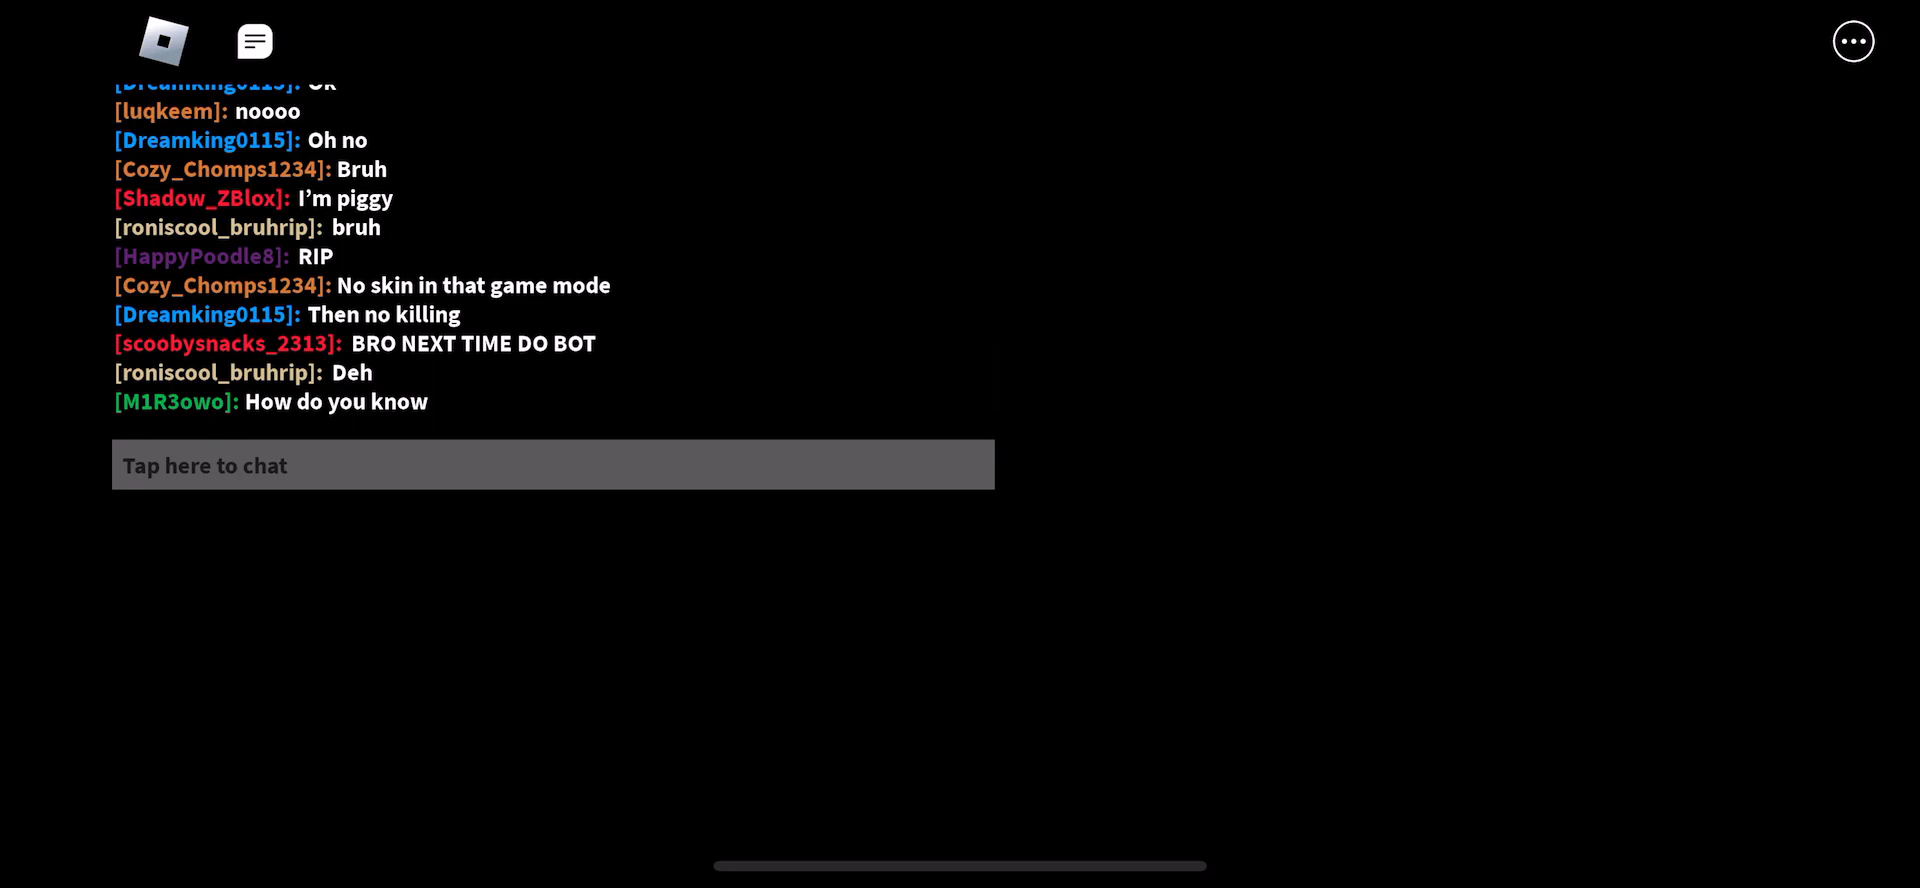 [Dreamking0115]: Ok
[luqkeem]: noooo
[Dreamking0115]: Oh no
[Cozy_Chomps1234]: Bruh
[Shadow_ZBlox]: I’m piggy
[roniscool_bruhrip]: bruh
[HappyPoodle8]: RIP
[Cozy_Chomps1234]: No skin in that game mode
[Dreamking0115]: Then no killing
[scoobysnacks_2313]: BRO NEXT TIME DO BOT
[roniscool_bruhrip]: Deh
[M1R3owo]: How do you know
Tap here to chat